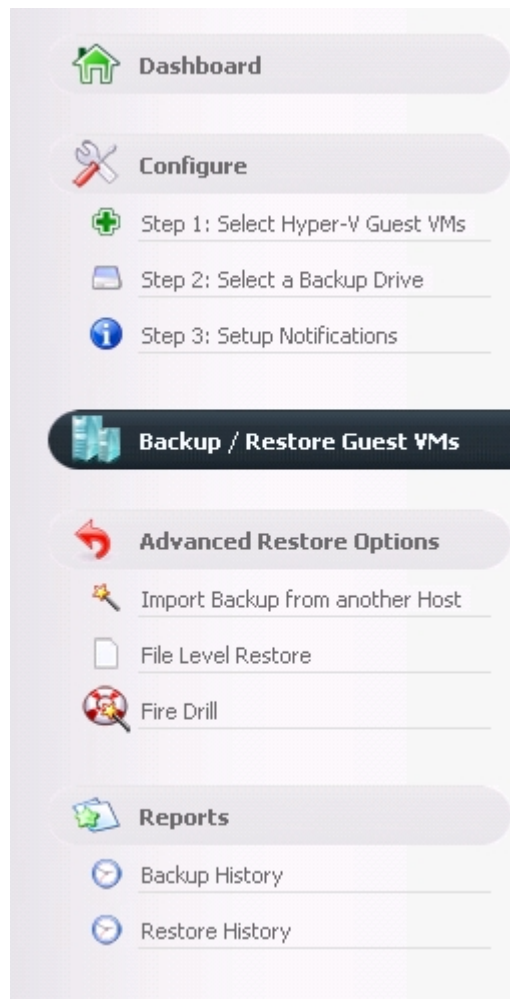 Dashboard
Configure
Step 1: Select Hyper-V Guest VMs
Step 2: Select a Backup Drive
Step 3: Setup Notifications
Backup / Restore Guest VMs
Advanced Restore Options
Import Backup from another Host
File Level Restore
Fire Drill
Reports
Backup History
Restore History